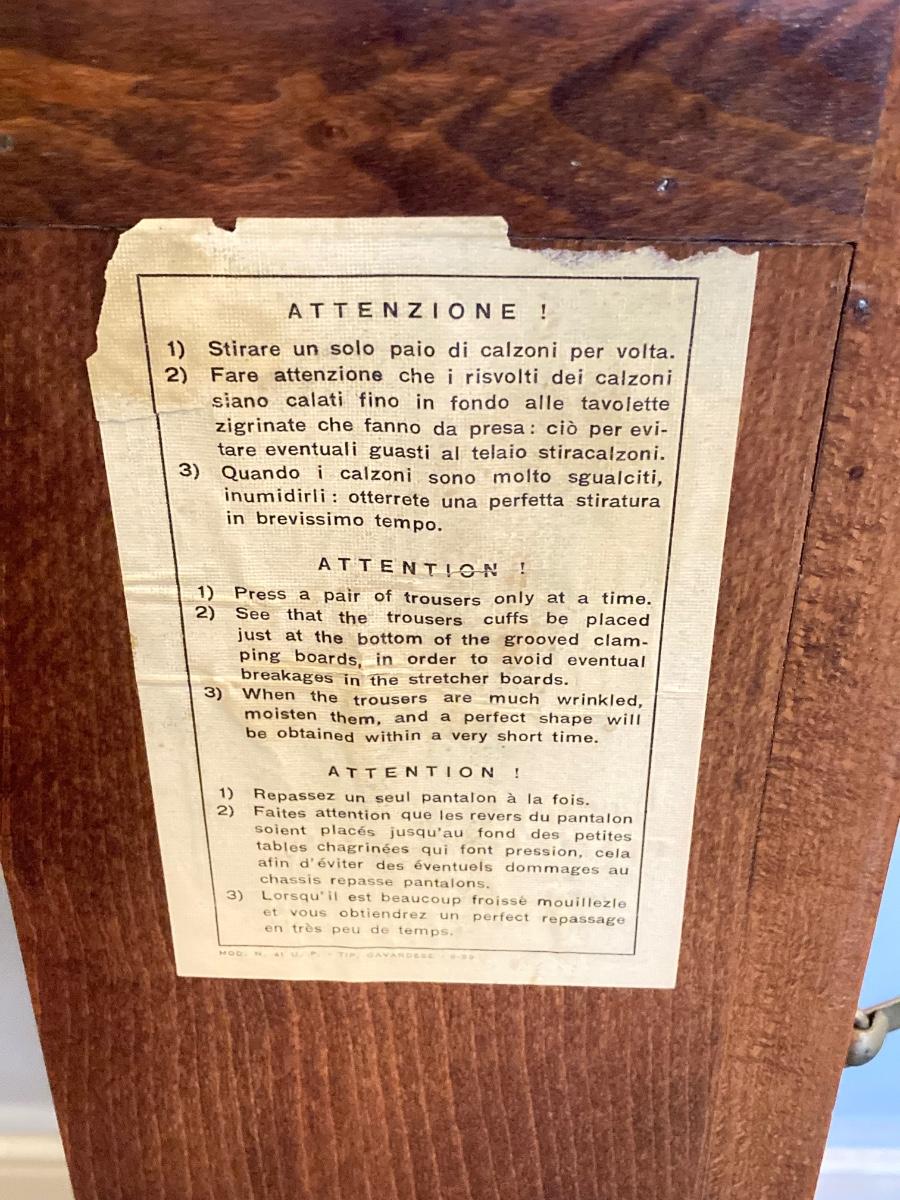 ATTENZIONE !
1) Stirare un solo paio di calzoni per volta.
2) Fare attenzione che i risvolti dei calzoni
siano calati fino in fondo alle tavolette
zigrinate che fanno da presa: ciò per evi-
tare eventuali guasti al telaio stiracalzoni.
3) Quando i calzoni sono molto sgualciti,
inumidirli: otterrete una perfetta stiratura
in brevissimo tempo.
ATTENTION !
1) Press a pair of trousers only at a time.
2) See that the trousers cuffs be placed
just at the bottom of the grooved clam-
ping boards, in order to avoid eventual
breakages in the stretcher boards.
3) When the trousers are much wrinkled,
moisten them, and a perfect shape will
be obtained within a very short time.
ATTENTION !
1) Repassez un seul pantalon à la fois.
2) Faites attention que les revers du pantalon
soient placés jusqu'au fond des petites
tables chagrinées qui font pression, cela
afin d'éviter des éventuels dommages au
chassis repasse pantalons.
3) Lorsqu'il est beaucoup froissé mouillezle
et vous obtiendrez un perfect repassage
en très peu de temps.
MOD. N. 41 U. P. - TIP. GAVARDESE -